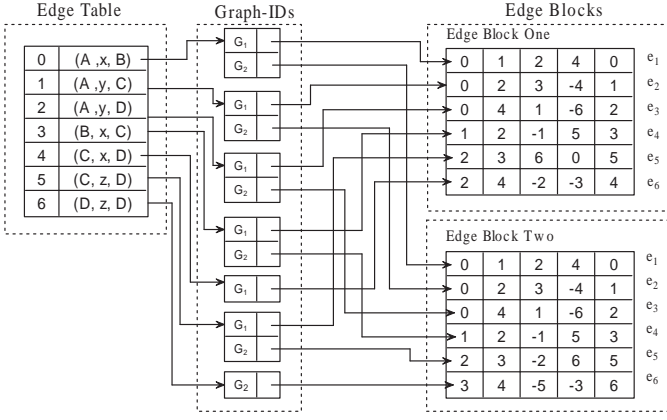 Edge Table Graph-IDs Edge Blocks
0 (A ,x, B)
1 (A ,y, C)
2 (A ,y, D)
3 (B, x, C)
4 (C, x, D)
5 (C, z, D)
6 (D, z, D)
G₁
G₂
G₁
G₂
G₁
G₂
G₁
G₂
G₁
G₁
G₂
G₂
Edge Block One
0 1 2 4 0 e₁
0 2 3 -4 1 e₂
0 4 1 -6 2 e₃
1 2 -1 5 3 e₄
2 3 6 0 5 e₅
2 4 -2 -3 4 e₆
Edge Block Two
0 1 2 4 0 e₁
0 2 3 -4 1 e₂
0 4 1 -6 2 e₃
1 2 -1 5 3 e₄
2 3 -2 6 5 e₅
3 4 -5 -3 6 e₆